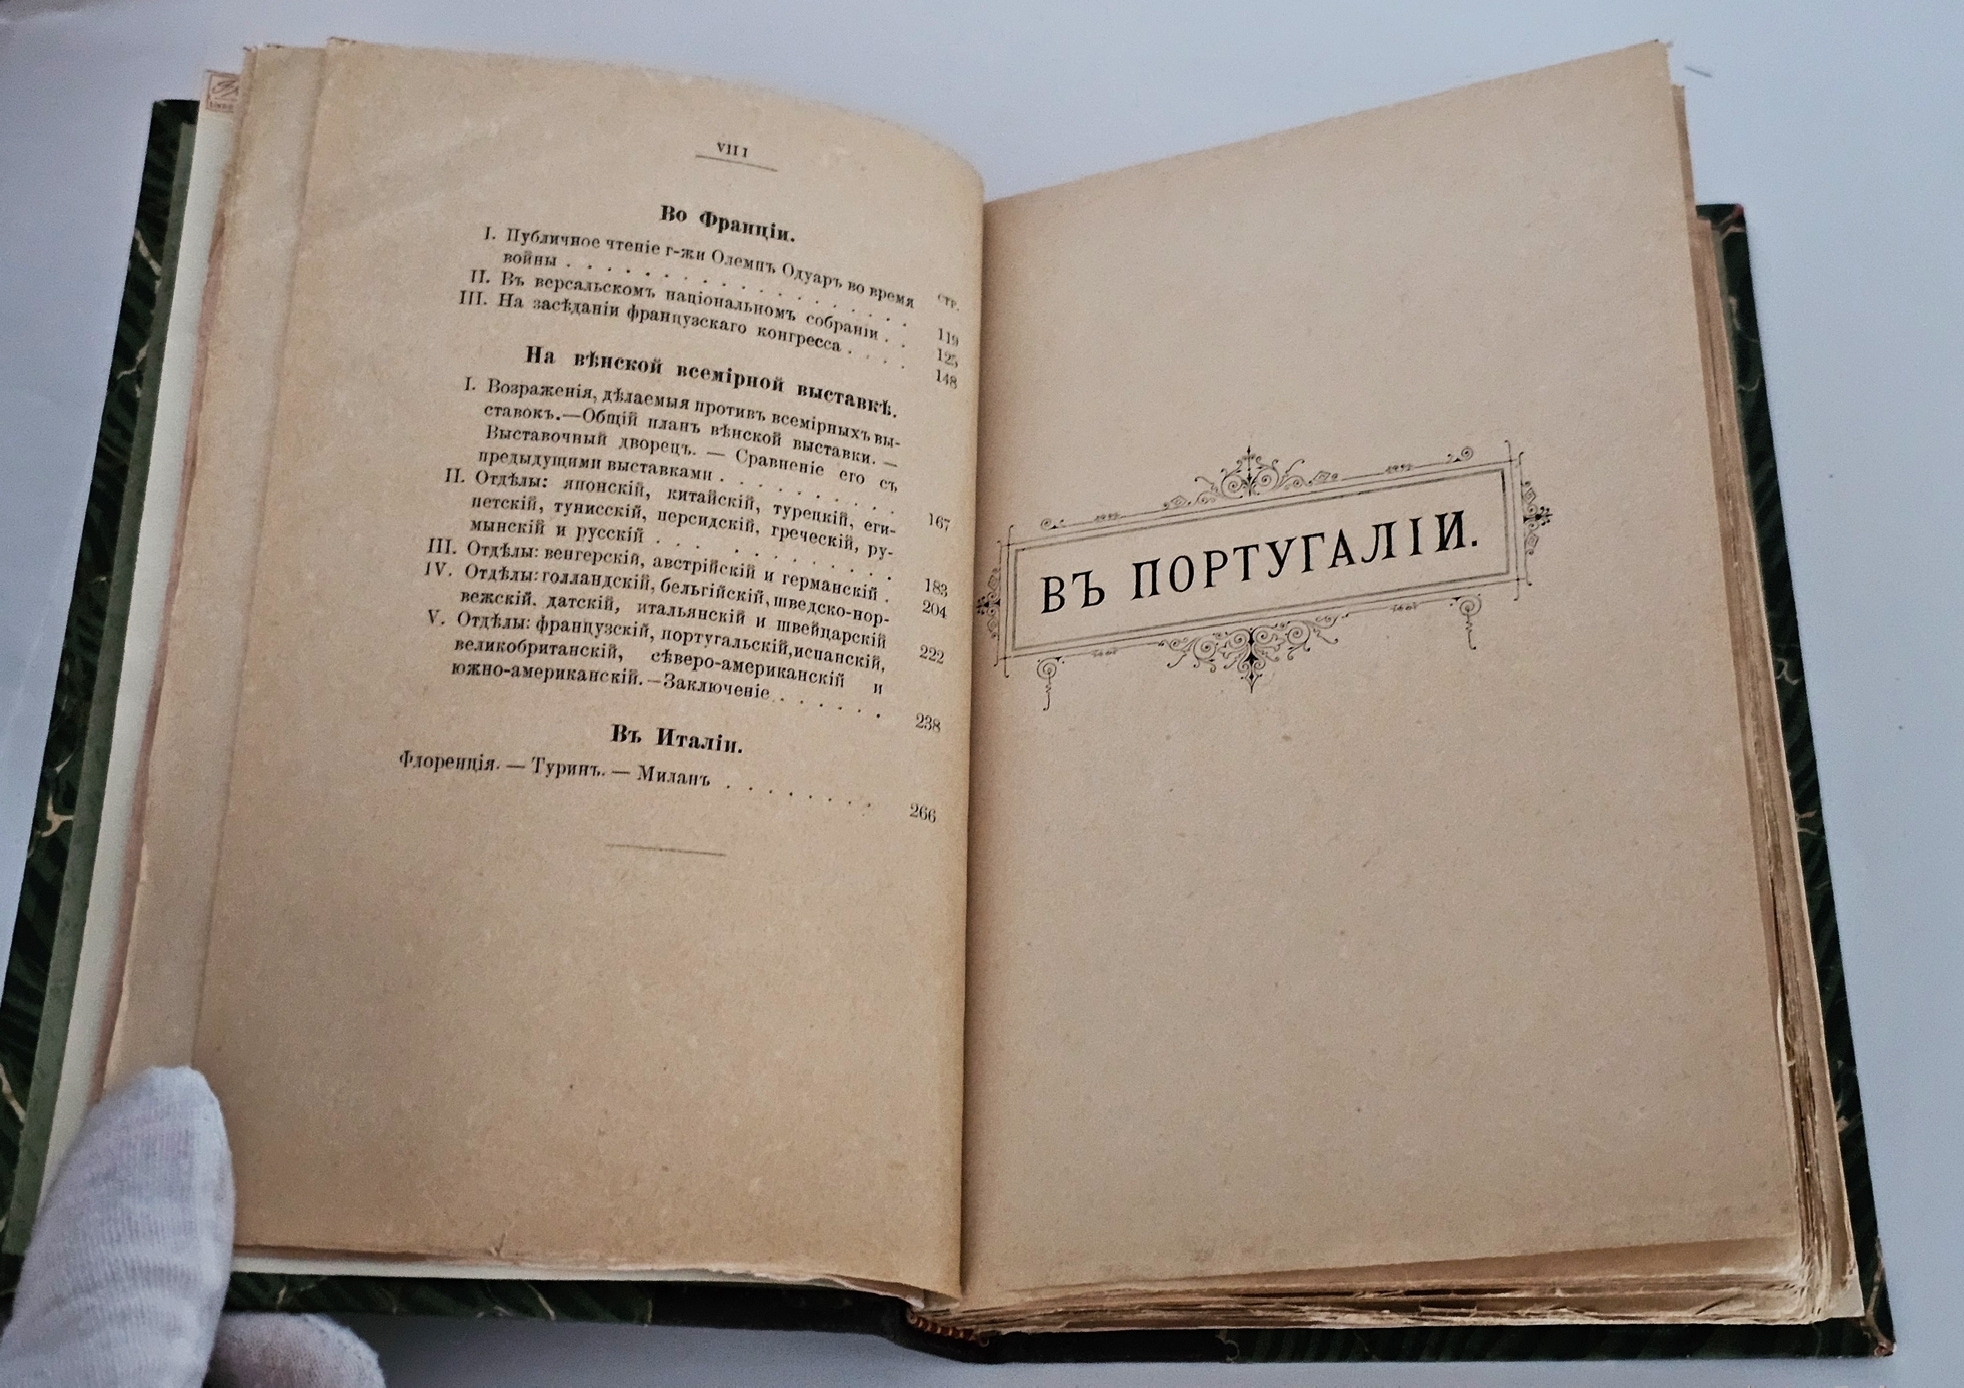 VIII
Во Франціи.
стр.
I. Публичное чтеніе г-жи Олемпъ Одуаръ во время
войны . . . . . . . . . . . . . . . 119
II. Въ версальскомъ національномъ собраніи . . 125
III. На засѣданіи французскаго конгресса . . . . 148
На вѣнской всемірной выставкѣ.
I. Возраженія, дѣлаемыя противъ всемірныхъ вы-
ставокъ.—Общій планъ вѣнской выставки. —
Выставочный дворецъ. — Сравненіе его съ
предыдущими выставками . . . . . . . . . 167
II. Отдѣлы: японскій, китайскій, турецкій, еги-
петскій, тунисскій, персидскій, греческій, ру-
мынскій и русскій . . . . . . . . . . . 183
III. Отдѣлы: венгерскій, австрійскій и германскій . 204
IV. Отдѣлы: голландскій, бельгійскій, шведско-нор-
вежскій, датскій, итальянскій и швейцарскій 222
V. Отдѣлы: французскій, португальскій, испанскій,
великобританскій, сѣверо-американскій и
южно-американскій.—Заключеніе . . . . . . 238
Въ Италіи.
Флоренція. — Туринъ. — Миланъ . . . . . . . . 266
ВЪ ПОРТУГАЛІИ.